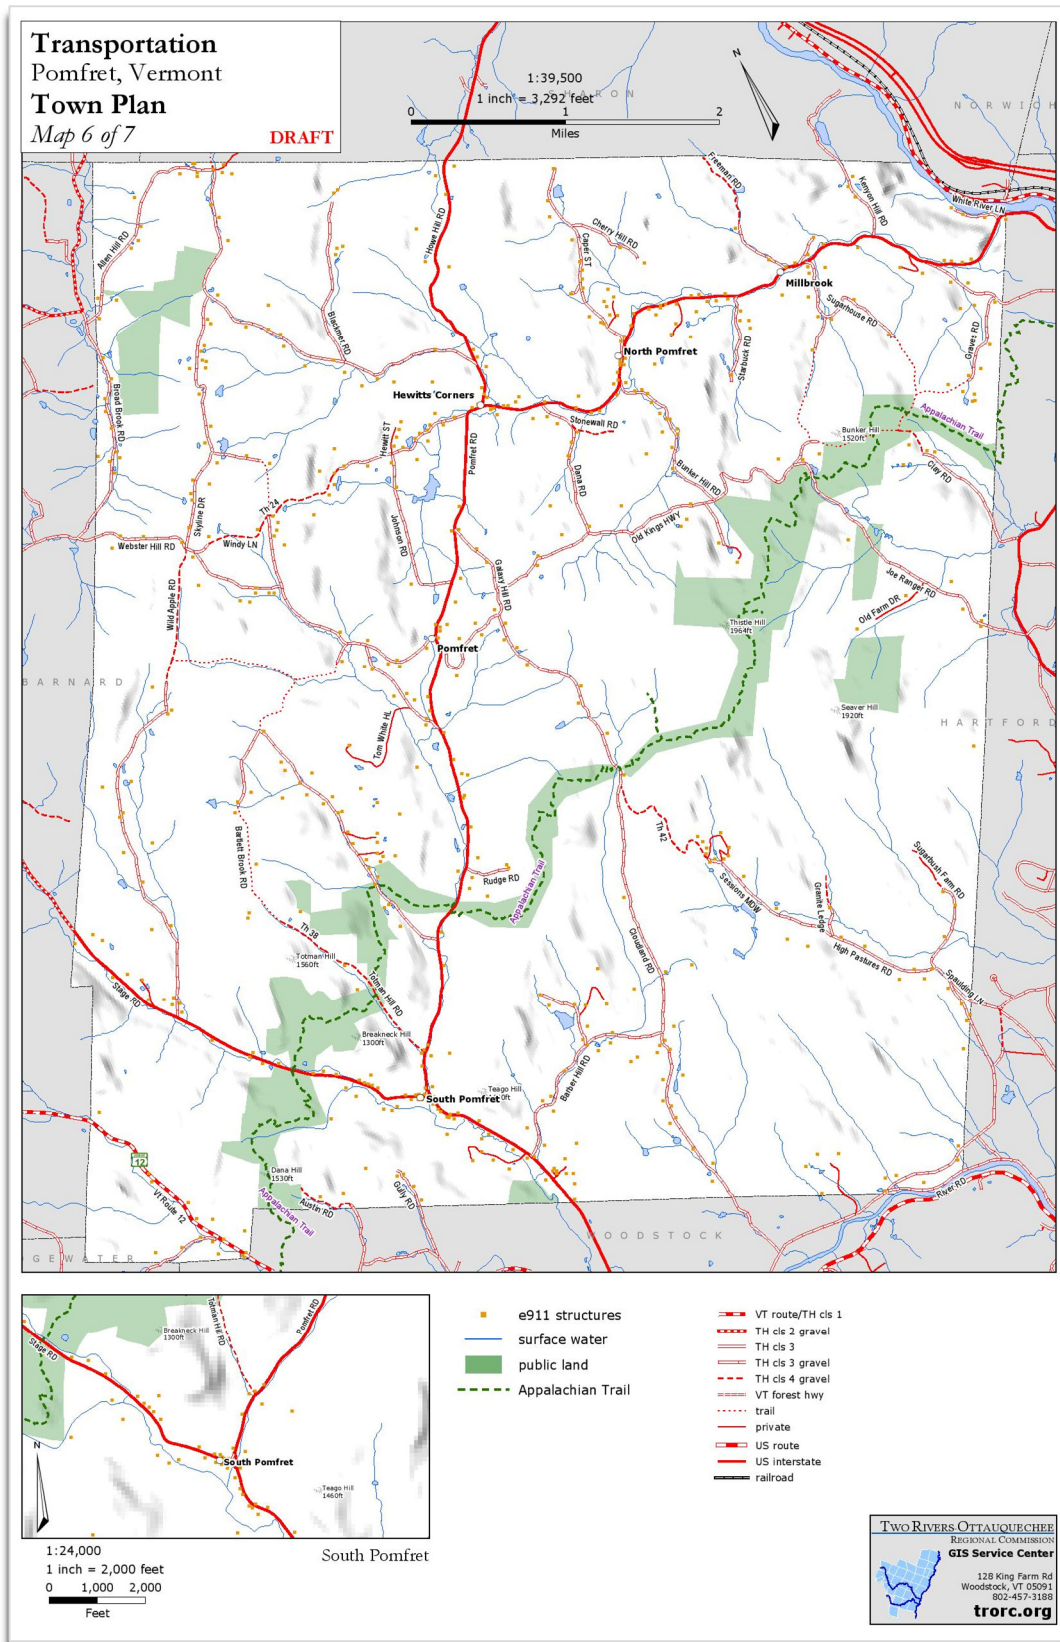 Transportation
Pomfret, Vermont
Town Plan
Map 6 of 7
DRAFT
1:39,500
1 inch = 3,292 feet
0 1 2
Miles
N
SHARON
NORWICH
BARNARD
HARTFORD
WOODSTOCK
GEWATER
Allen Hill RD
Howe Hill RD
Blackmer RD
Caper ST
Cherry Hill RD
Freeman RD
Kenyon Hill RD
White River LN
Millbrook
Sugarhouse RD
Graves RD
Starbuck RD
North Pomfret
Hewitts Corners
Stonewall RD
Broad Brook RD
Hewitt ST
Pomfret RD
Dana RD
Bunker Hill RD
Bunker Hill
1520ft
Appalachian Trail
Clay RD
Skyline DR
Th 24
Johnson RD
Old Kings HWY
Webster Hill RD
Windy LN
Galaxy Hill RD
Joe Ranger RD
Old Farm DR
Wild Apple RD
Thistle Hill
1964ft
Pomfret
Seaver Hill
1920ft
Tom White HL
Bartlett Brook RD
Th 42
Rudge RD
Appalachian Trail
Sessions MDW
Granite Ledge
Sugarbush Farm RD
High Pastures RD
Spaulding LN
Cloudland RD
Th 38
Totman Hill
1560ft
Totman Hill RD
Stage RD
Breakneck Hill
1300ft
Barber Hill RD
Teago Hill
0ft
South Pomfret
12
Vt Route 12
Dana Hill
1530ft
Appalachian Trail
Austin RD
Gully RD
River RD
Stage RD
Breakneck Hill
1300ft
Totman Hill RD
Pomfret RD
South Pomfret
Teago Hill
1460ft
N
South Pomfret
1:24,000
1 inch = 2,000 feet
0 1,000 2,000
Feet
e911 structures
surface water
public land
Appalachian Trail
VT route/TH cls 1
TH cls 2 gravel
TH cls 3
TH cls 3 gravel
TH cls 4 gravel
VT forest hwy
trail
private
US route
US interstate
railroad
TWO RIVERS-OTTAUQUECHEE
REGIONAL COMMISSION
GIS Service Center
128 King Farm Rd
Woodstock, VT 05091
802-457-3188
trorc.org